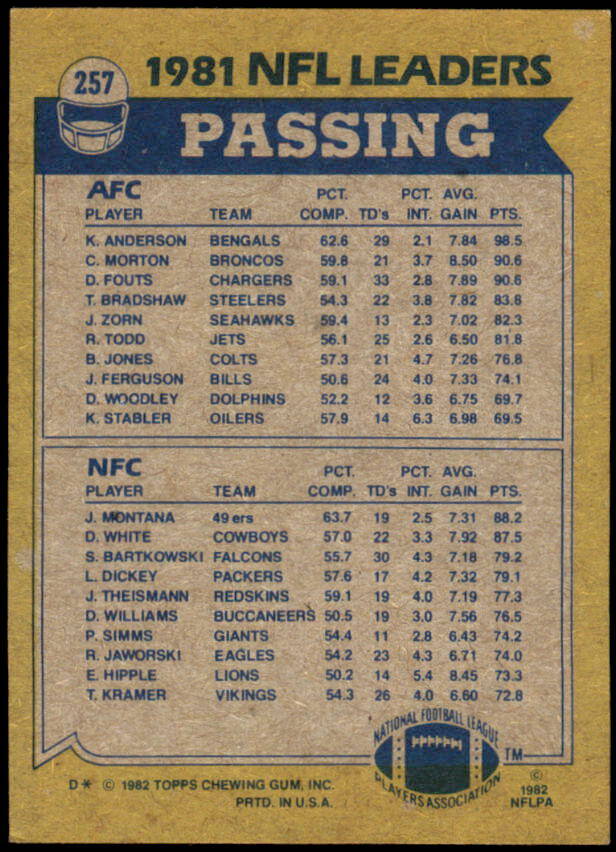 257
1981 NFL LEADERS
PASSING
AFC
PLAYER TEAM PCT. COMP. TD's PCT. INT. AVG. GAIN PTS.
K. ANDERSON BENGALS 62.6 29 2.1 7.84 98.5
C. MORTON BRONCOS 59.8 21 3.7 8.50 90.6
D. FOUTS CHARGERS 59.1 33 2.8 7.89 90.6
T. BRADSHAW STEELERS 54.3 22 3.8 7.82 83.8
J. ZORN SEAHAWKS 59.4 13 2.3 7.02 82.3
R. TODD JETS 56.1 25 2.6 6.50 81.8
B. JONES COLTS 57.3 21 4.7 7.26 76.8
J. FERGUSON BILLS 50.6 24 4.0 7.33 74.1
D. WOODLEY DOLPHINS 52.2 12 3.6 6.75 69.7
K. STABLER OILERS 57.9 14 6.3 6.98 69.5
NFC
PLAYER TEAM PCT. COMP. TD's PCT. INT. AVG. GAIN PTS.
J. MONTANA 49 ers 63.7 19 2.5 7.31 88.2
D. WHITE COWBOYS 57.0 22 3.3 7.92 87.5
S. BARTKOWSKI FALCONS 55.7 30 4.3 7.18 79.2
L. DICKEY PACKERS 57.6 17 4.2 7.32 79.1
J. THEISMANN REDSKINS 59.1 19 4.0 7.19 77.3
D. WILLIAMS BUCCANEERS 50.5 19 3.0 7.56 76.5
P. SIMMS GIANTS 54.4 11 2.8 6.43 74.2
R. JAWORSKI EAGLES 54.2 23 4.3 6.71 74.0
E. HIPPLE LIONS 50.2 14 5.4 8.45 73.3
T. KRAMER VIKINGS 54.3 26 4.0 6.60 72.8
NATIONAL FOOTBALL LEAGUE
PLAYERS ASSOCIATION
TM
D* © 1982 TOPPS CHEWING GUM, INC.
PRTD. IN U.S.A.
©
1982
NFLPA